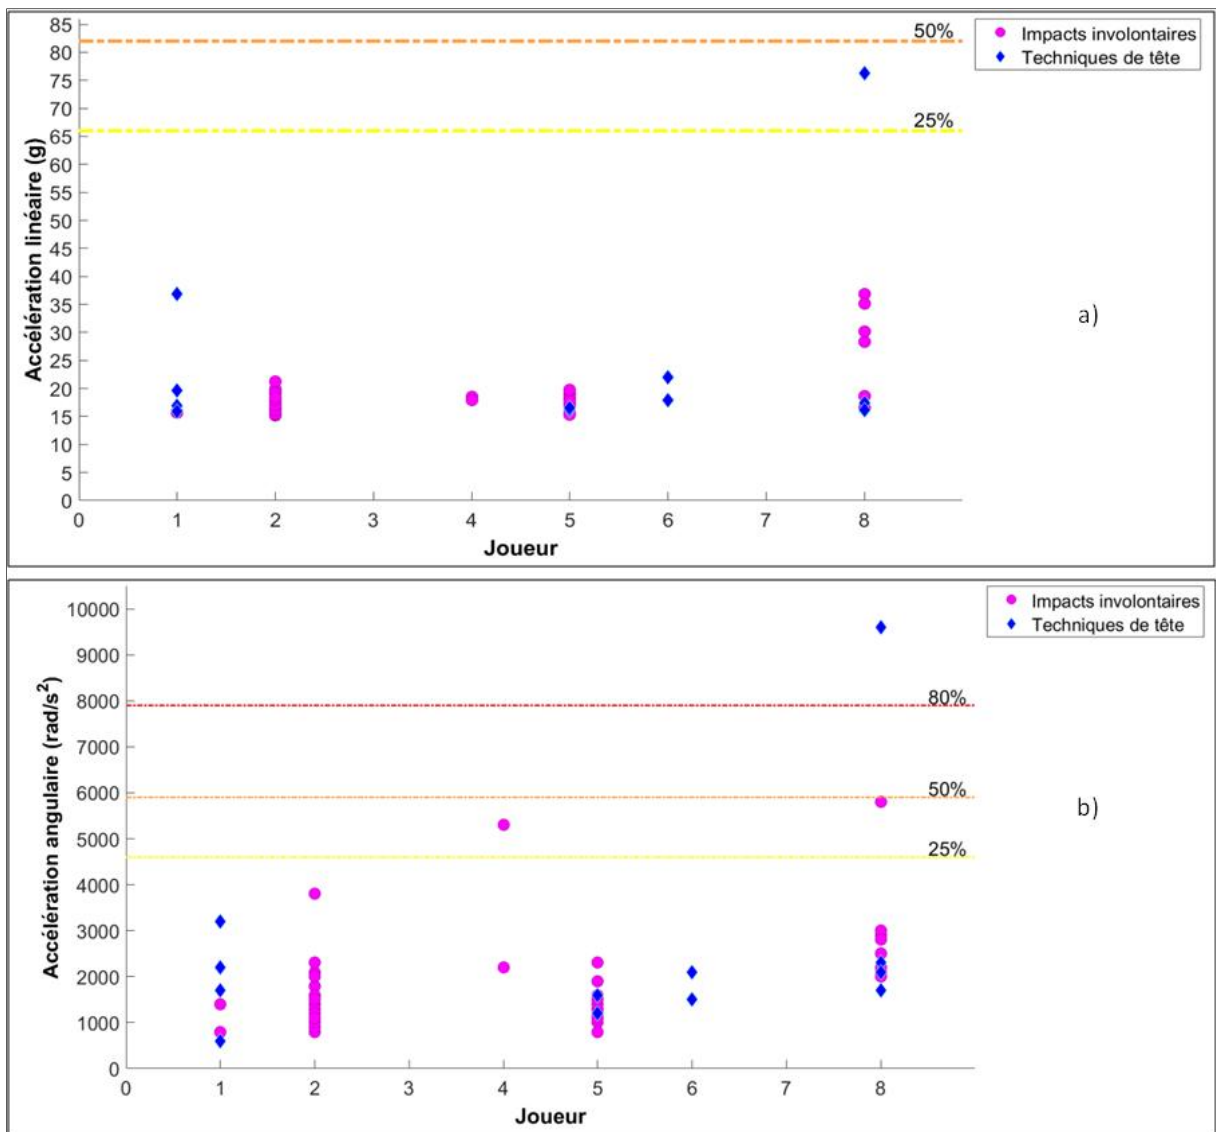 85
80
75
70
65
60
55
50
45
40
35
30
25
20
15
10
5
0
Accélération linéaire (g)
50%
25%
0 1 2 3 4 5 6 7 8
Joueur
Impacts involontaires
Techniques de tête
a)
10000
9000
8000
7000
6000
5000
4000
3000
2000
1000
0
Accélération angulaire (rad/s²)
80%
50%
25%
0 1 2 3 4 5 6 7 8
Joueur
Impacts involontaires
Techniques de tête
b)